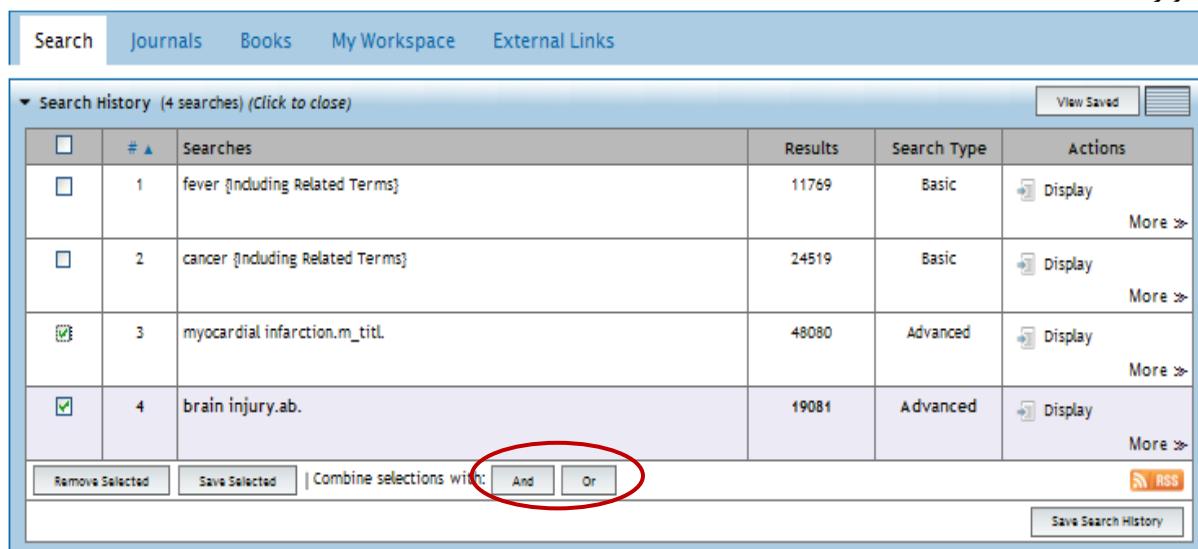 Search Journals Books My Workspace External Links
▼ Search History (4 searches) (Click to close) View Saved
# ▲ Searches Results Search Type Actions
1 fever {Including Related Terms} 11769 Basic Display
More ≫
2 cancer {Including Related Terms} 24519 Basic Display
More ≫
3 myocardial infarction.m_titl. 48080 Advanced Display
More ≫
4 brain injury.ab. 19081 Advanced Display
More ≫
Remove Selected Save Selected | Combine selections with: And Or RSS
Save Search History